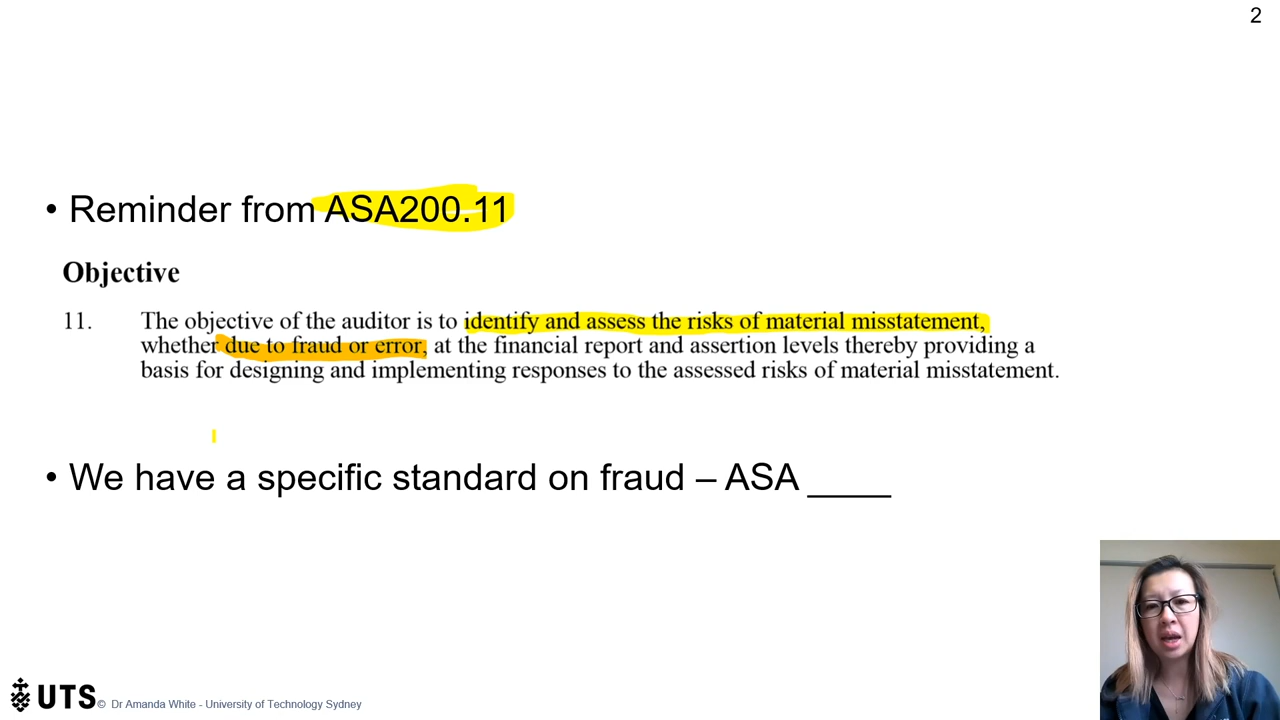 2
• Reminder from ASA200.11
Objective
11. The objective of the auditor is to identify and assess the risks of material misstatement,
whether due to fraud or error, at the financial report and assertion levels thereby providing a
basis for designing and implementing responses to the assessed risks of material misstatement.
• We have a specific standard on fraud – ASA ____
UTS © Dr Amanda White - University of Technology Sydney